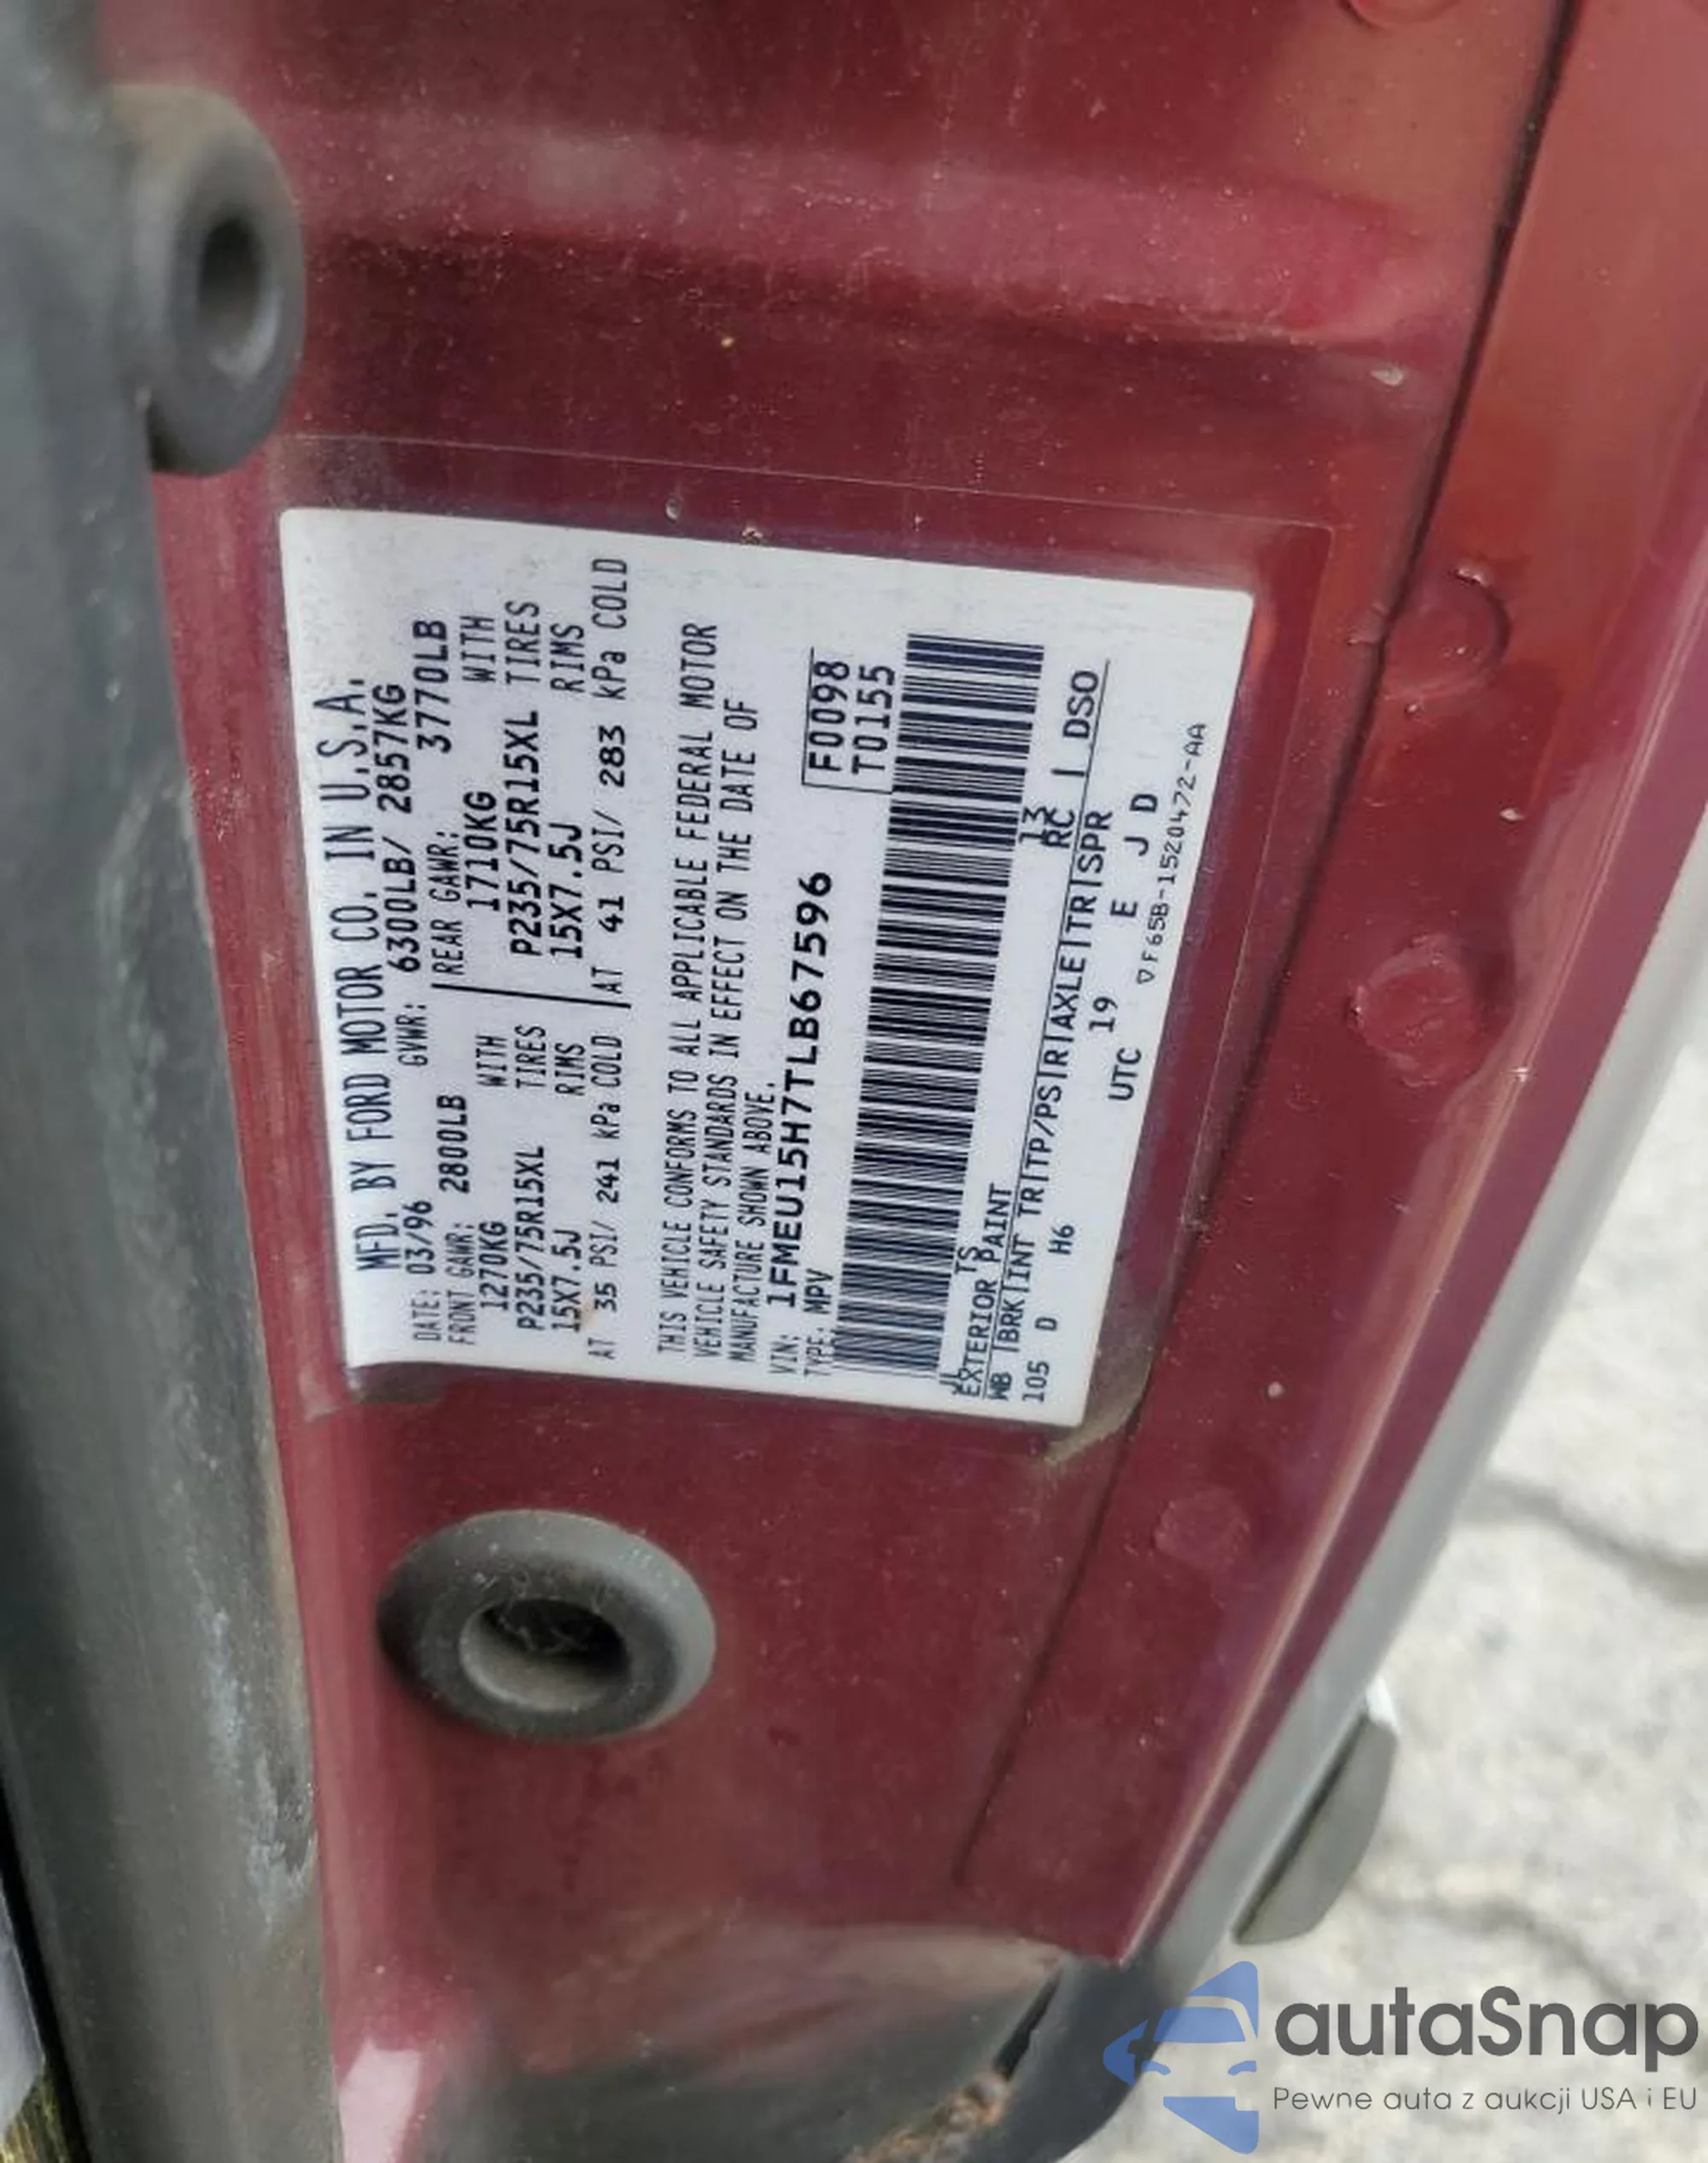 MFD. BY FORD MOTOR CO. IN U.S.A.
DATE: 03/96 GVWR: 6300LB/ 2857KG
FRONT GAWR: 2800LB REAR GAWR: 3770LB
1270KG WITH 1710KG WITH
P235/75R15XL TIRES P235/75R15XL TIRES
15X7.5J RIMS 15X7.5J RIMS
AT 35 PSI/ 241 kPa COLD AT 41 PSI/ 283 kPa COLD
THIS VEHICLE CONFORMS TO ALL APPLICABLE FEDERAL MOTOR
VEHICLE SAFETY STANDARDS IN EFFECT ON THE DATE OF
MANUFACTURE SHOWN ABOVE.
VIN: 1FMEU15H7TLB67596 F0098
TYPE: MPV T0155
JL TS 13
EXTERIOR PAINT RC DSO
WB BRK INT TR TP/PS R AXLE TR SPR
105 D H6 19 E J D
UTC
▽F65B-1520472-AA
autaSnap
Pewne auta z aukcji USA i EU